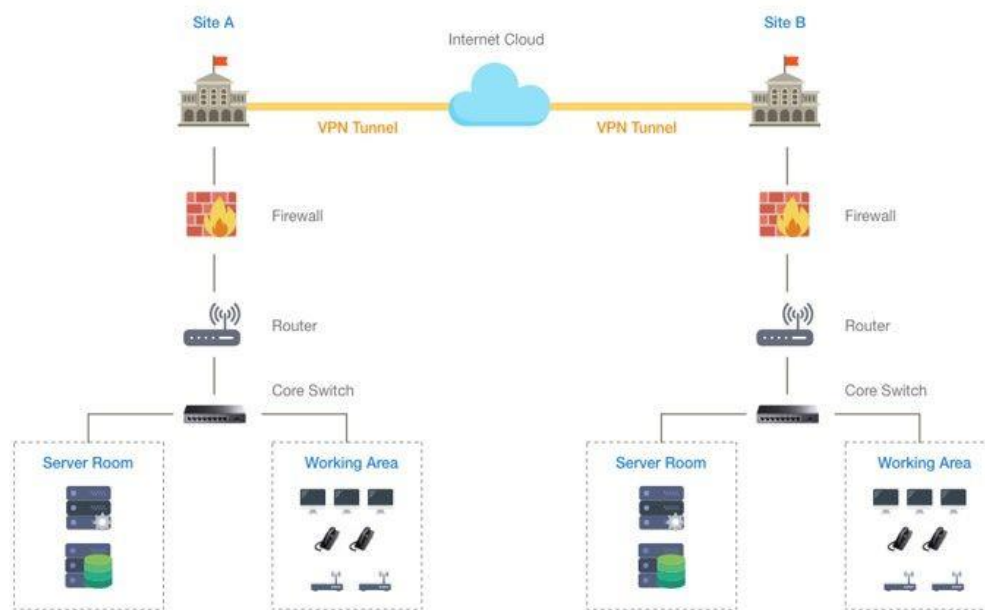 Site A
Site B
Internet Cloud
VPN Tunnel
VPN Tunnel
Firewall
Firewall
Router
Router
Core Switch
Core Switch
Server Room
Working Area
Server Room
Working Area